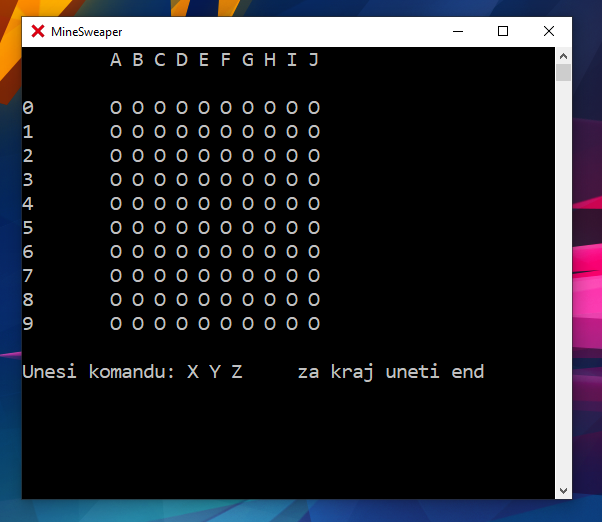 MineSweaper
A B C D E F G H I J
0 O O O O O O O O O O
1 O O O O O O O O O O
2 O O O O O O O O O O
3 O O O O O O O O O O
4 O O O O O O O O O O
5 O O O O O O O O O O
6 O O O O O O O O O O
7 O O O O O O O O O O
8 O O O O O O O O O O
9 O O O O O O O O O O
Unesi komandu: X Y Z za kraj uneti end